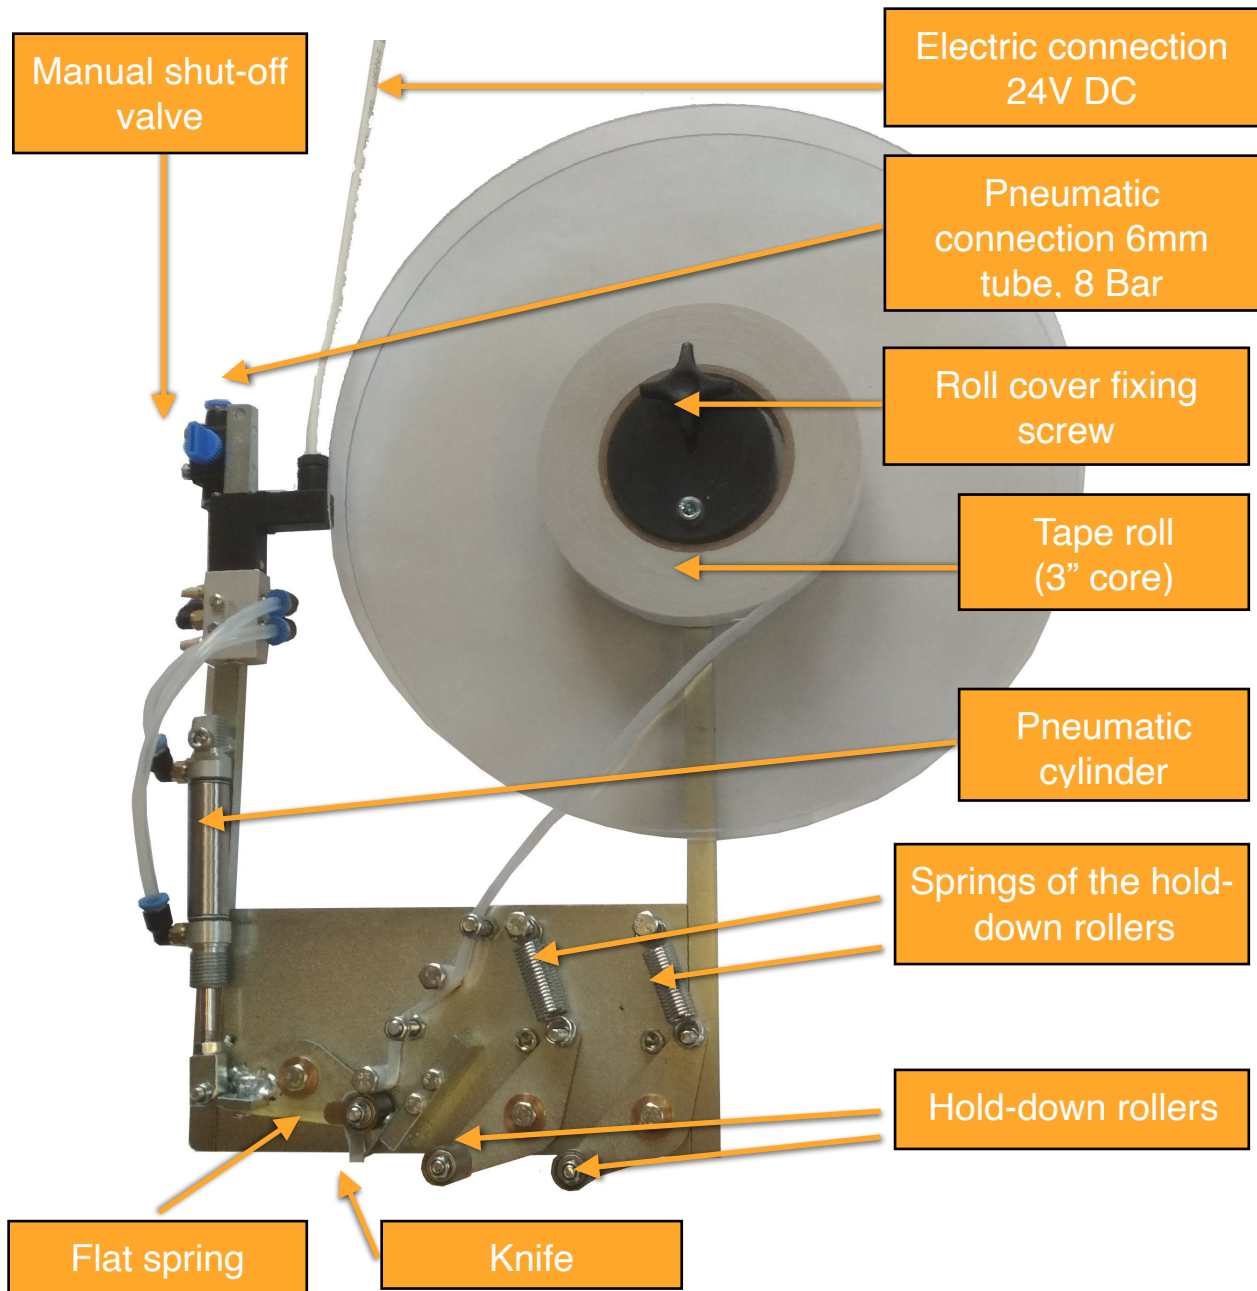 Manual shut-off
valve
Electric connection
24V DC
Pneumatic
connection 6mm
tube, 8 Bar
Roll cover fixing
screw
Tape roll
(3” core)
Pneumatic
cylinder
Springs of the hold-
down rollers
Hold-down rollers
Flat spring
Knife